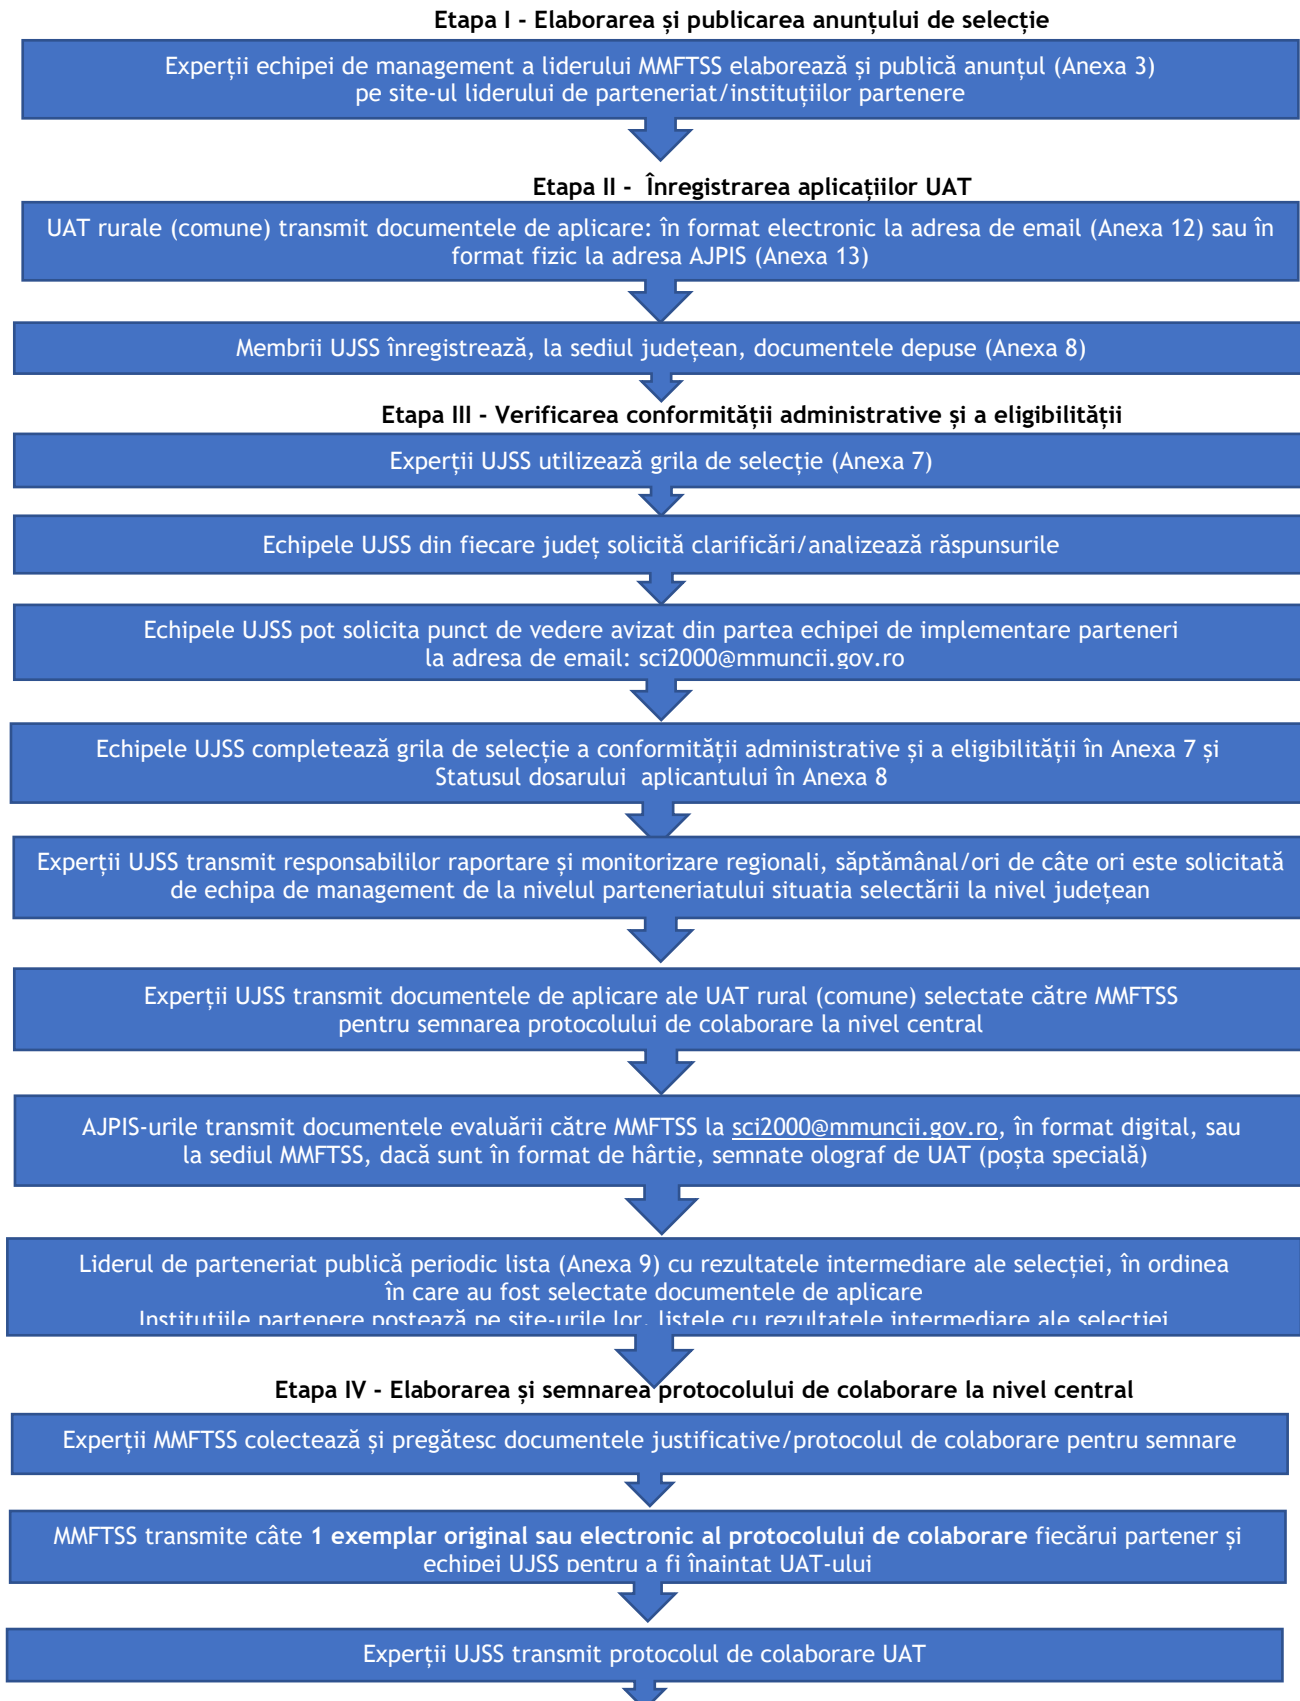 Etapa I - Elaborarea și publicarea anunțului de selecție
Experții echipei de management a liderului MMFTSS elaborează și publică anunțul (Anexa 3)
pe site-ul liderului de parteneriat/instituțiilor partenere
Etapa II - Înregistrarea aplicațiilor UAT
UAT rurale (comune) transmit documentele de aplicare: în format electronic la adresa de email (Anexa 12) sau în
format fizic la adresa AJPIS (Anexa 13)
Membrii UJSS înregistrează, la sediul județean, documentele depuse (Anexa 8)
Etapa III - Verificarea conformității administrative și a eligibilității
Experții UJSS utilizează grila de selecție (Anexa 7)
Echipele UJSS din fiecare județ solicită clarificări/analizează răspunsurile
Echipele UJSS pot solicita punct de vedere avizat din partea echipei de implementare parteneri
la adresa de email: sci2000@mmuncii.gov.ro
Echipele UJSS completează grila de selecție a conformității administrative și a eligibilității în Anexa 7 și
Statusul dosarului aplicantului în Anexa 8
Experții UJSS transmit responsabililor raportare și monitorizare regionali, săptămânal/ori de câte ori este solicitată
de echipa de management de la nivelul parteneriatului situatia selectării la nivel județean
Experții UJSS transmit documentele de aplicare ale UAT rural (comune) selectate către MMFTSS
pentru semnarea protocolului de colaborare la nivel central
AJPIS-urile transmit documentele evaluării către MMFTSS la sci2000@mmuncii.gov.ro, în format digital, sau
la sediul MMFTSS, dacă sunt în format de hârtie, semnate olograf de UAT (poșta specială)
Liderul de parteneriat publică periodic lista (Anexa 9) cu rezultatele intermediare ale selecției, în ordinea
în care au fost selectate documentele de aplicare
Instituțiile partenere postează pe site-urile lor, listele cu rezultatele intermediare ale selecției
Etapa IV - Elaborarea și semnarea protocolului de colaborare la nivel central
Experții MMFTSS colectează și pregătesc documentele justificative/protocolul de colaborare pentru semnare
MMFTSS transmite câte 1 exemplar original sau electronic al protocolului de colaborare fiecărui partener și
echipei UJSS pentru a fi înaintat UAT-ului
Experții UJSS transmit protocolul de colaborare UAT